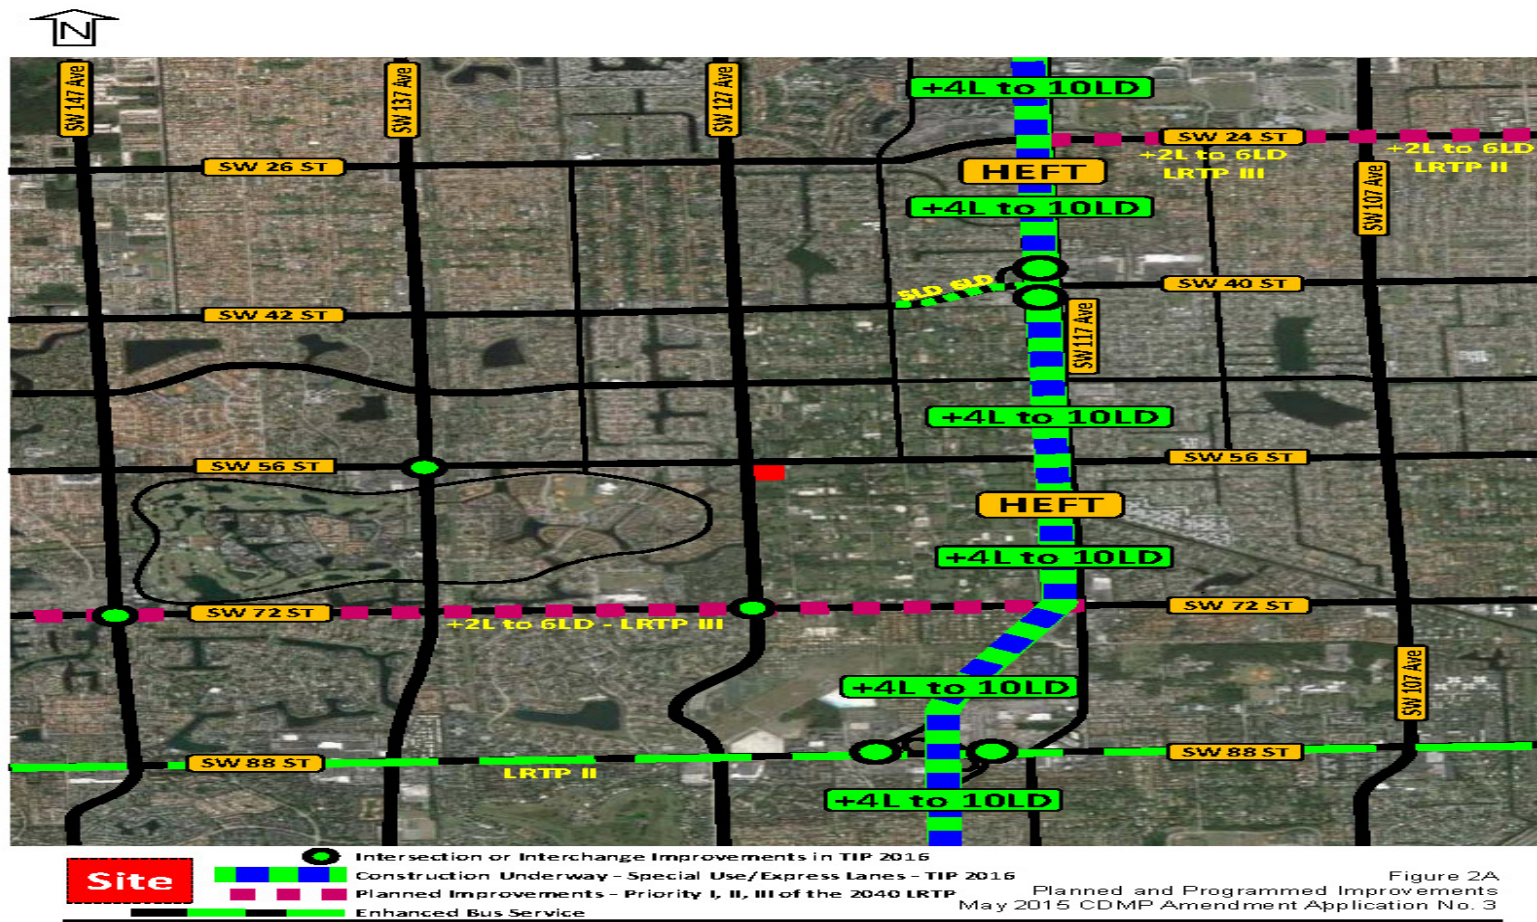 N
SW 147 Ave
SW 137 Ave
SW 127 Ave
+4L to 10LD
SW 24 ST
+2L to 6LD
LRTP III
+2L to 6LD
LRTP II
SW 26 ST
HEFT
SW 107 Ave
+4L to 10LD
5LD 6LD
SW 40 ST
SW 42 ST
SW 117 Ave
+4L to 10LD
SW 56 ST
SW 56 ST
HEFT
+4L to 10LD
SW 72 ST
+2L to 6LD - LRTP III
SW 72 ST
+4L to 10LD
SW 107 Ave
SW 88 ST
LRTP II
SW 88 ST
+4L to 10LD
Site
Intersection or Interchange Improvements in TIP 2016
Construction Underway - Special Use/Express Lanes - TIP 2016
Planned Improvements - Priority I, II, III of the 2040 LRTP
Enhanced Bus Service
Figure 2A
Planned and Programmed Improvements
May 2015 CDMP Amendment Application No. 3